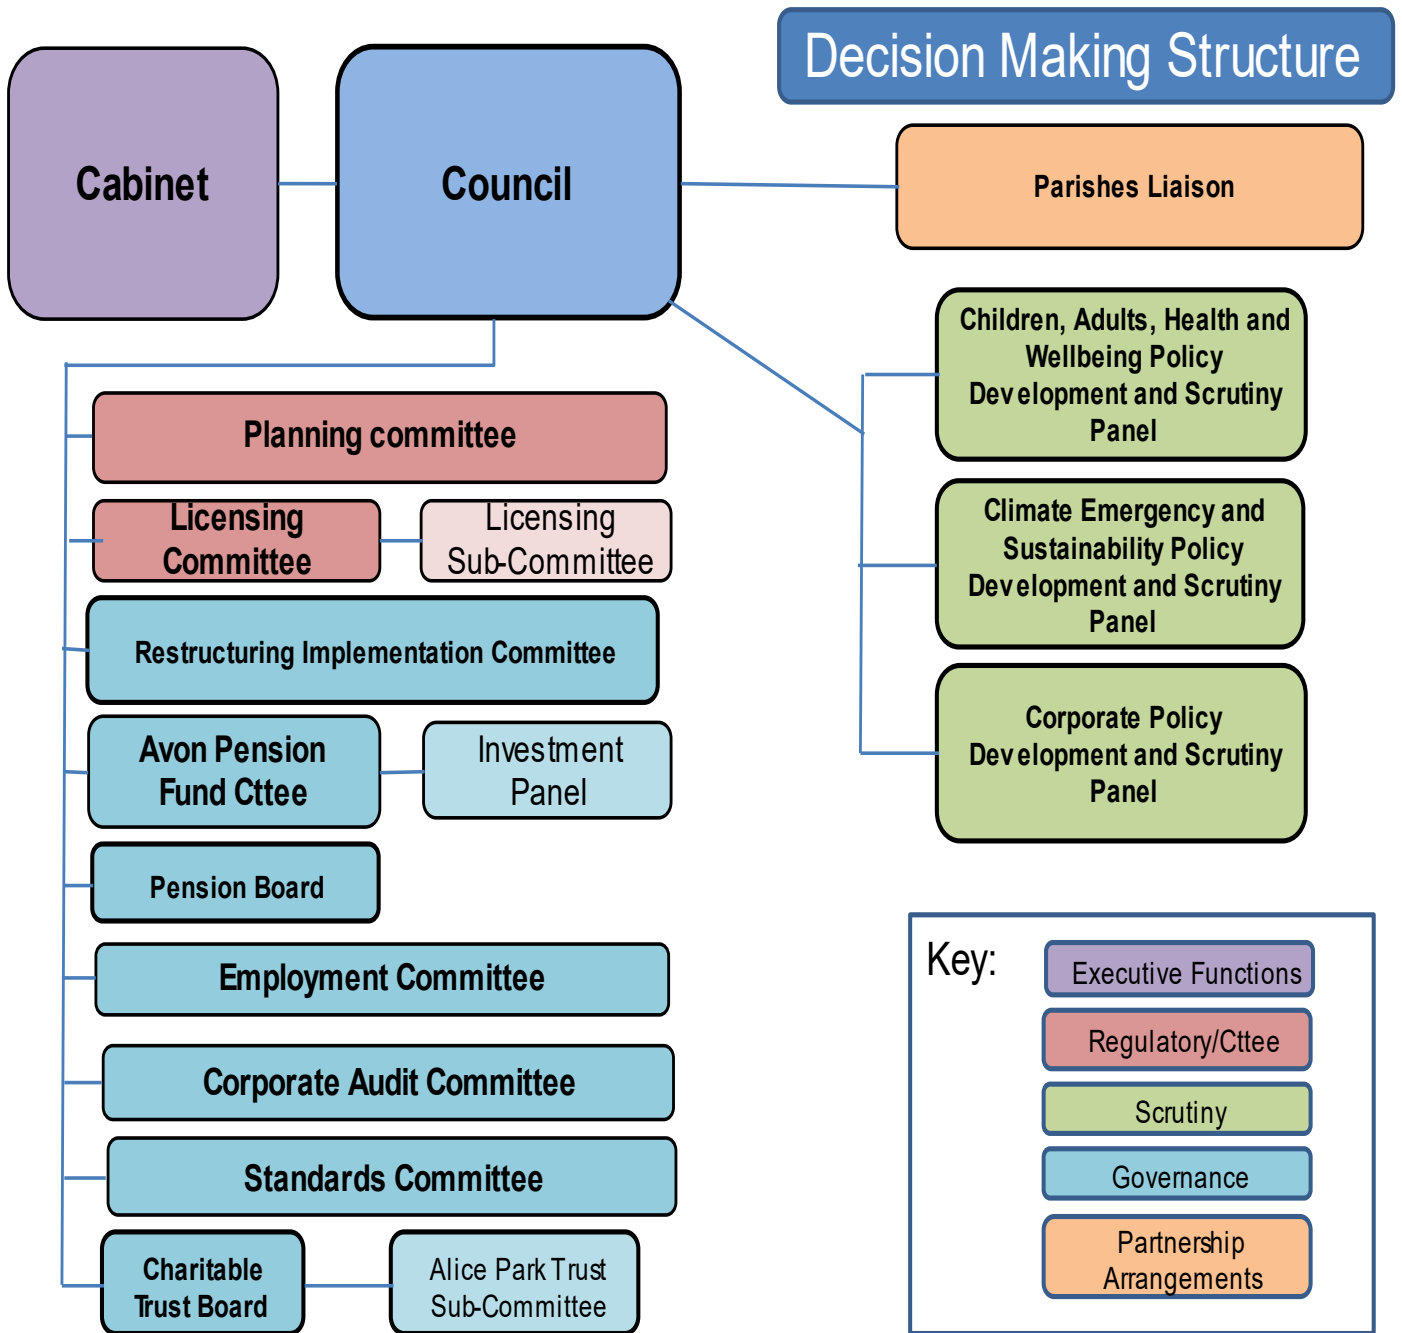 Decision Making Structure
Cabinet
Council
Parishes Liaison
Children, Adults, Health and
Wellbeing Policy
Development and Scrutiny
Panel
Climate Emergency and
Sustainability Policy
Development and Scrutiny
Panel
Corporate Policy
Development and Scrutiny
Panel
Planning committee
Licensing
Committee
Licensing
Sub-Committee
Restructuring Implementation Committee
Avon Pension
Fund Cttee
Investment
Panel
Pension Board
Employment Committee
Corporate Audit Committee
Standards Committee
Charitable
Trust Board
Alice Park Trust
Sub-Committee
Key:
Executive Functions
Regulatory/Cttee
Scrutiny
Governance
Partnership
Arrangements